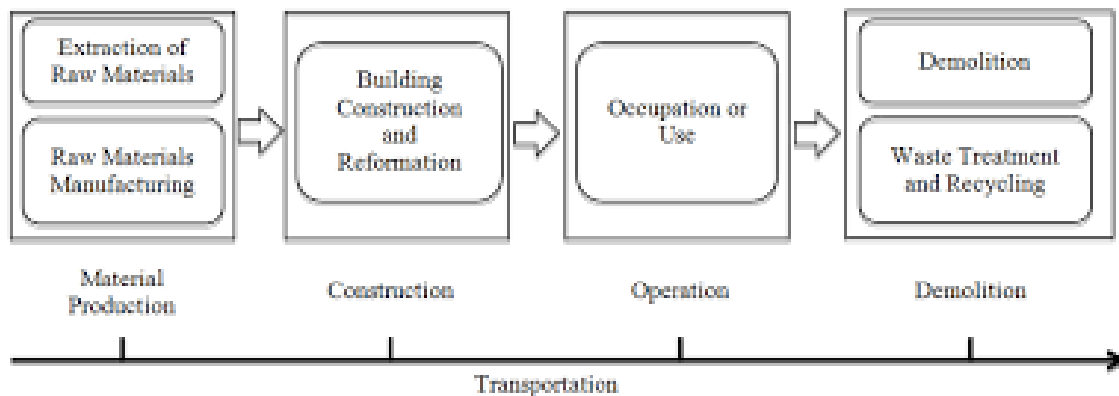 Extraction of
Raw Materials
Raw Materials
Manufacturing
Building
Construction
and
Reformation
Occupation or
Use
Demolition
Waste Treatment
and Recycling
Material
Production
Construction
Operation
Demolition
Transportation